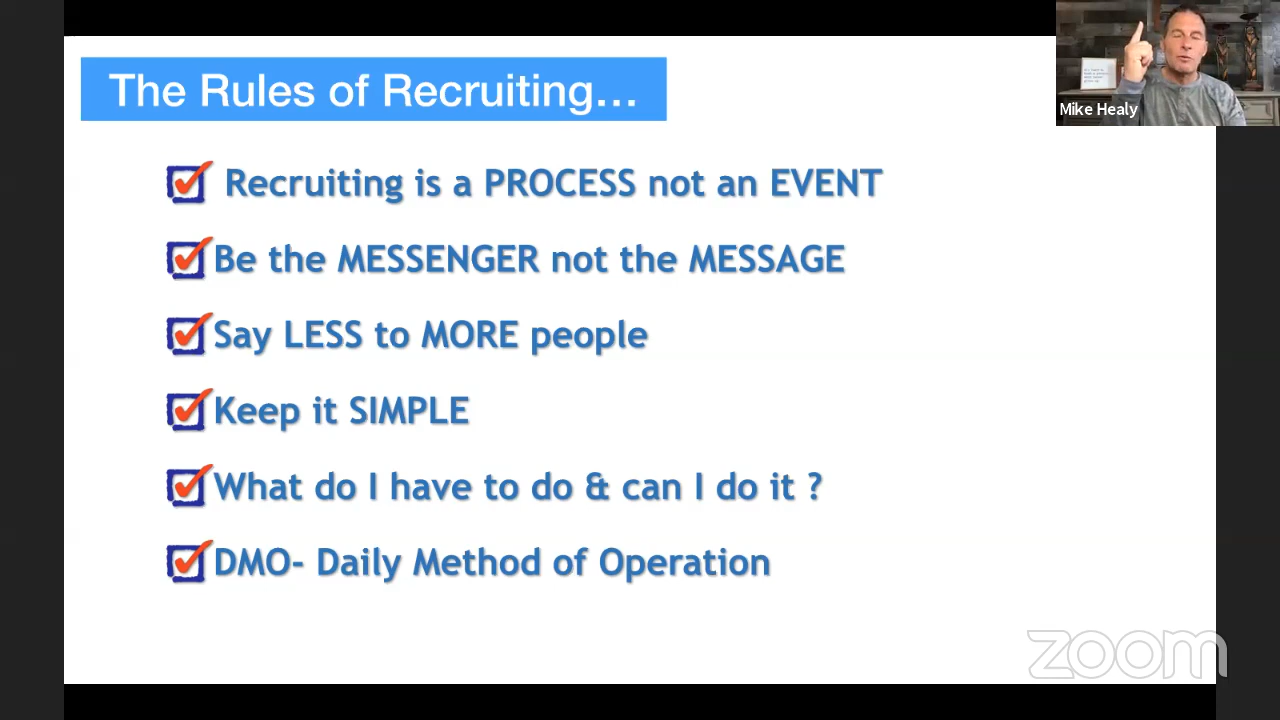 The Rules of Recruiting...
Mike Healy
Recruiting is a PROCESS not an EVENT
Be the MESSENGER not the MESSAGE
Say LESS to MORE people
Keep it SIMPLE
What do I have to do & can I do it ?
DMO- Daily Method of Operation
zoom